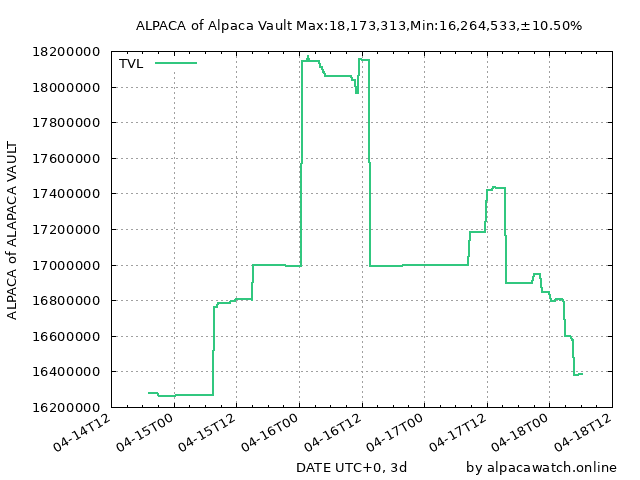 ALPACA of Alpaca Vault Max:18,173,313,Min:16,264,533,±10.50%
TVL
18200000
18000000
17800000
17600000
17400000
17200000
17000000
16800000
16600000
16400000
16200000
ALPACA of ALAPACA VAULT
04-14T12
04-15T00
04-15T12
04-16T00
04-16T12
04-17T00
04-17T12
04-18T00
04-18T12
DATE UTC+0, 3d
by alpacawatch.online